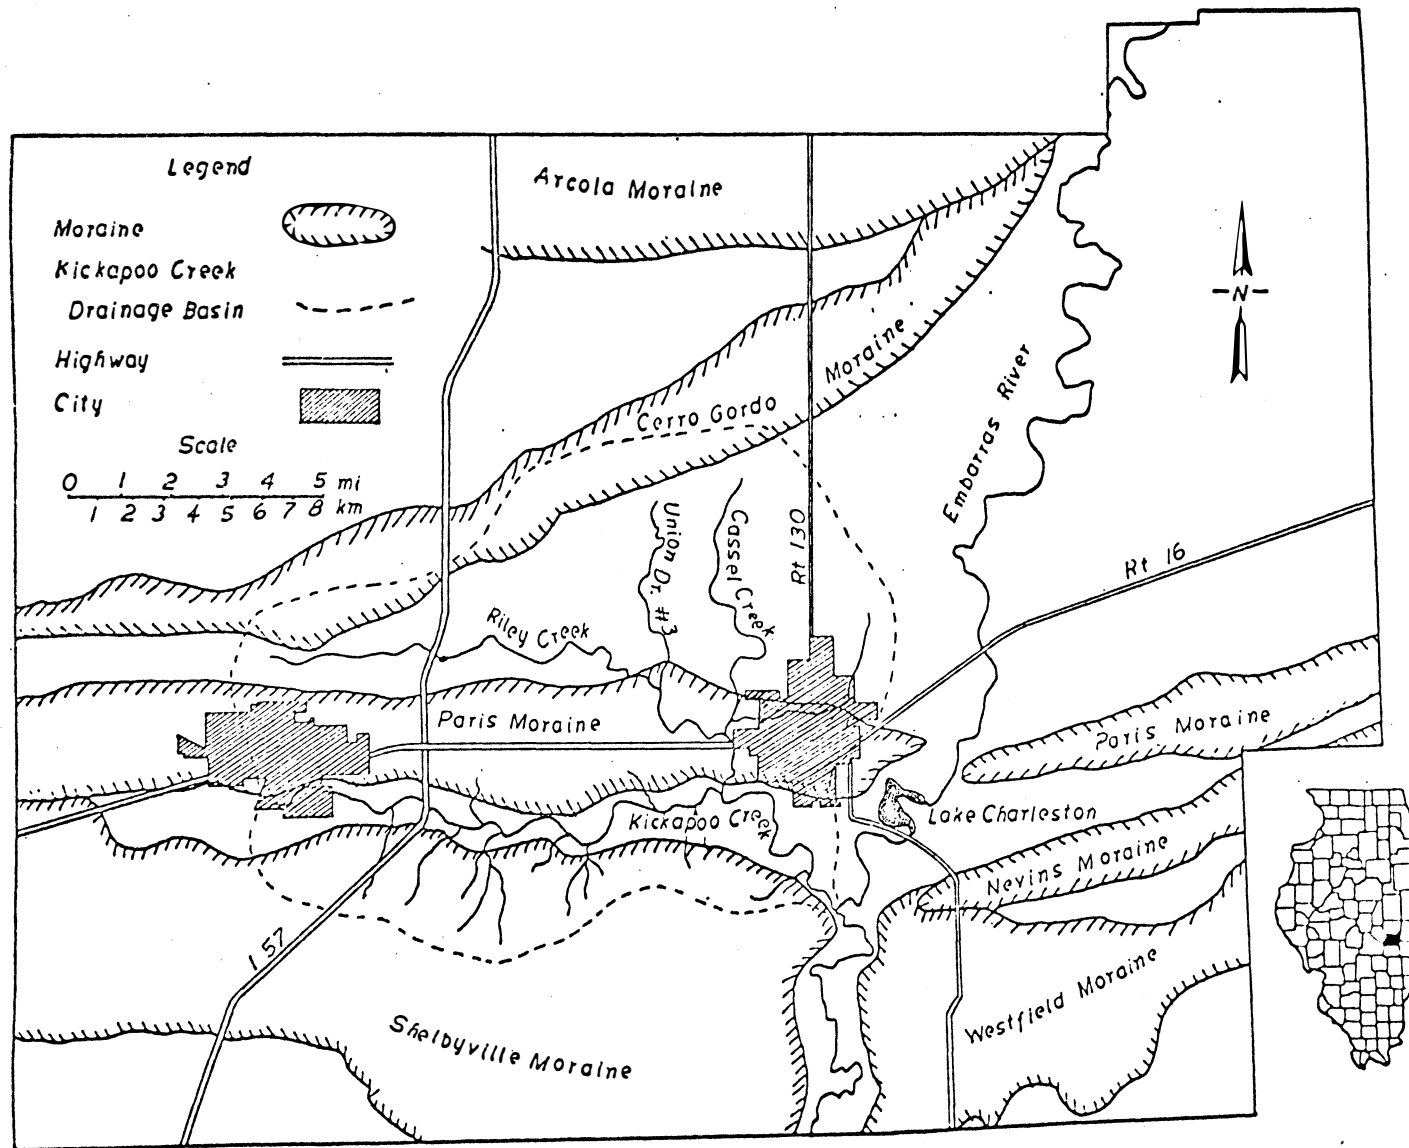 Legend
Moraine
Kickapoo Creek
Drainage Basin
Highway
City
Scale
0 1 2 3 4 5 mi
1 2 3 4 5 6 7 8 km
Arcola Moraine
N
Cerro Gordo Moraine
Embarras River
Union Dr. #3
Cassel Creek
Rt 130
Rt 16
Riley Creek
Paris Moraine
Paris Moraine
Kickapoo Creek
Lake Charleston
Nevins Moraine
I 57
Westfield Moraine
Shelbyville Moraine